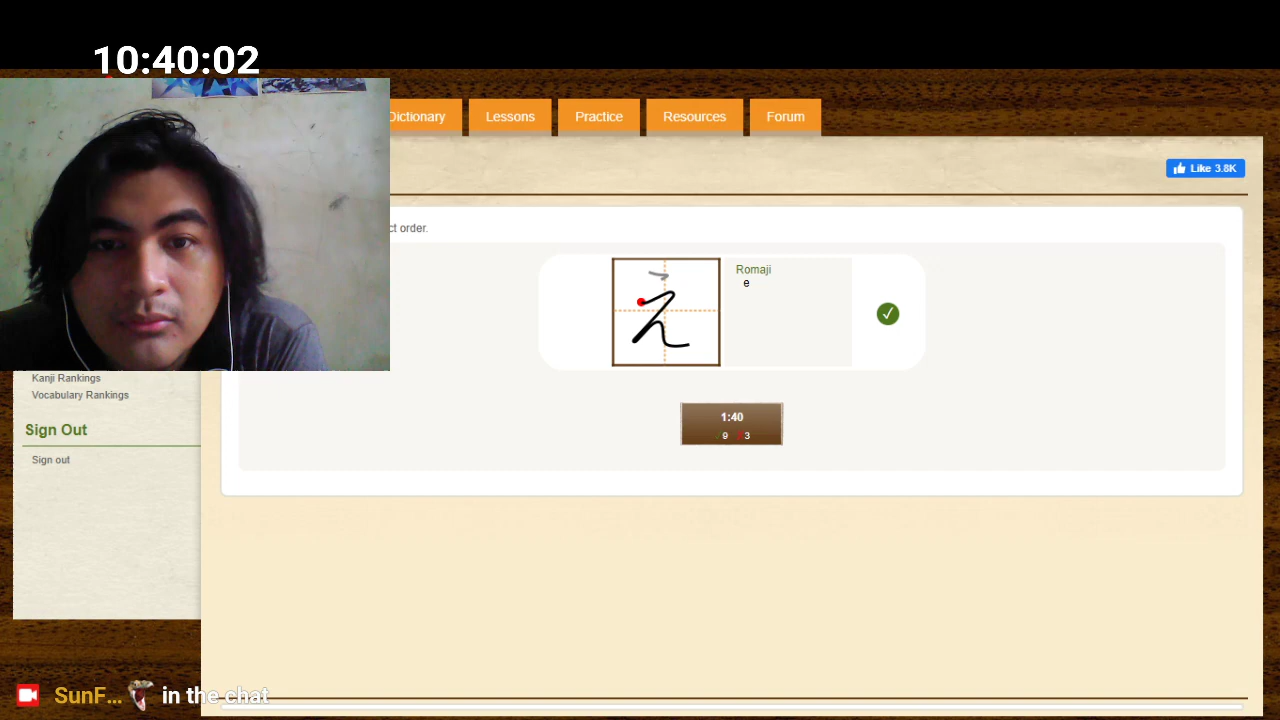 10:40:02
Dictionary Lessons Practice Resources Forum
Like 3.8K
ct order.
え
Romaji
e
1:40
9 3
Kanji Rankings
Vocabulary Rankings
Sign Out
Sign out
SunF... in the chat